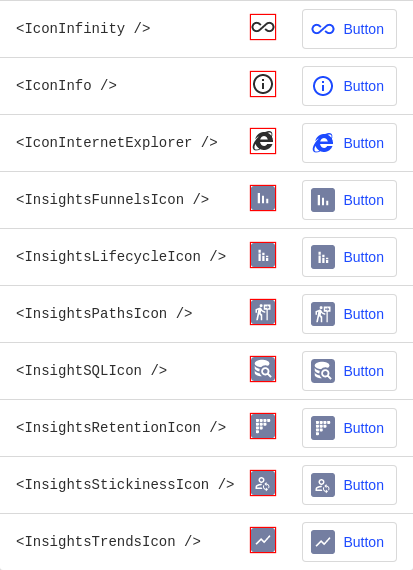 <IconInfinity /> Button
<IconInfo /> Button
<IconInternetExplorer /> Button
<InsightsFunnelsIcon /> Button
<InsightsLifecycleIcon /> Button
<InsightsPathsIcon /> Button
<InsightSQLIcon /> Button
<InsightsRetentionIcon /> Button
<InsightsStickinessIcon /> Button
<InsightsTrendsIcon /> Button